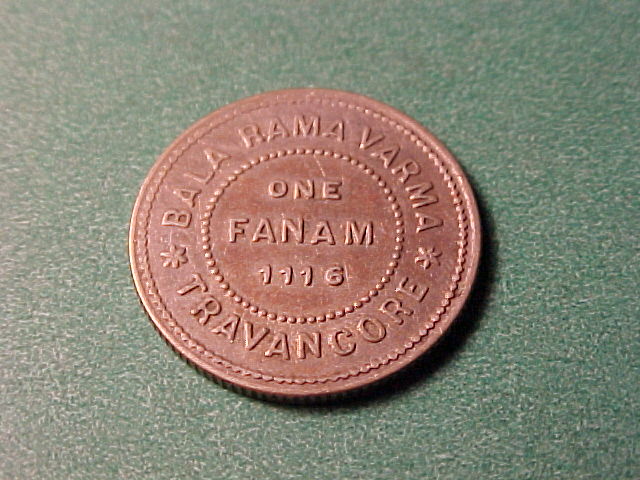 BALA RAMA VARMA
ONE
FANAM
1116
* TRAVANCORE *